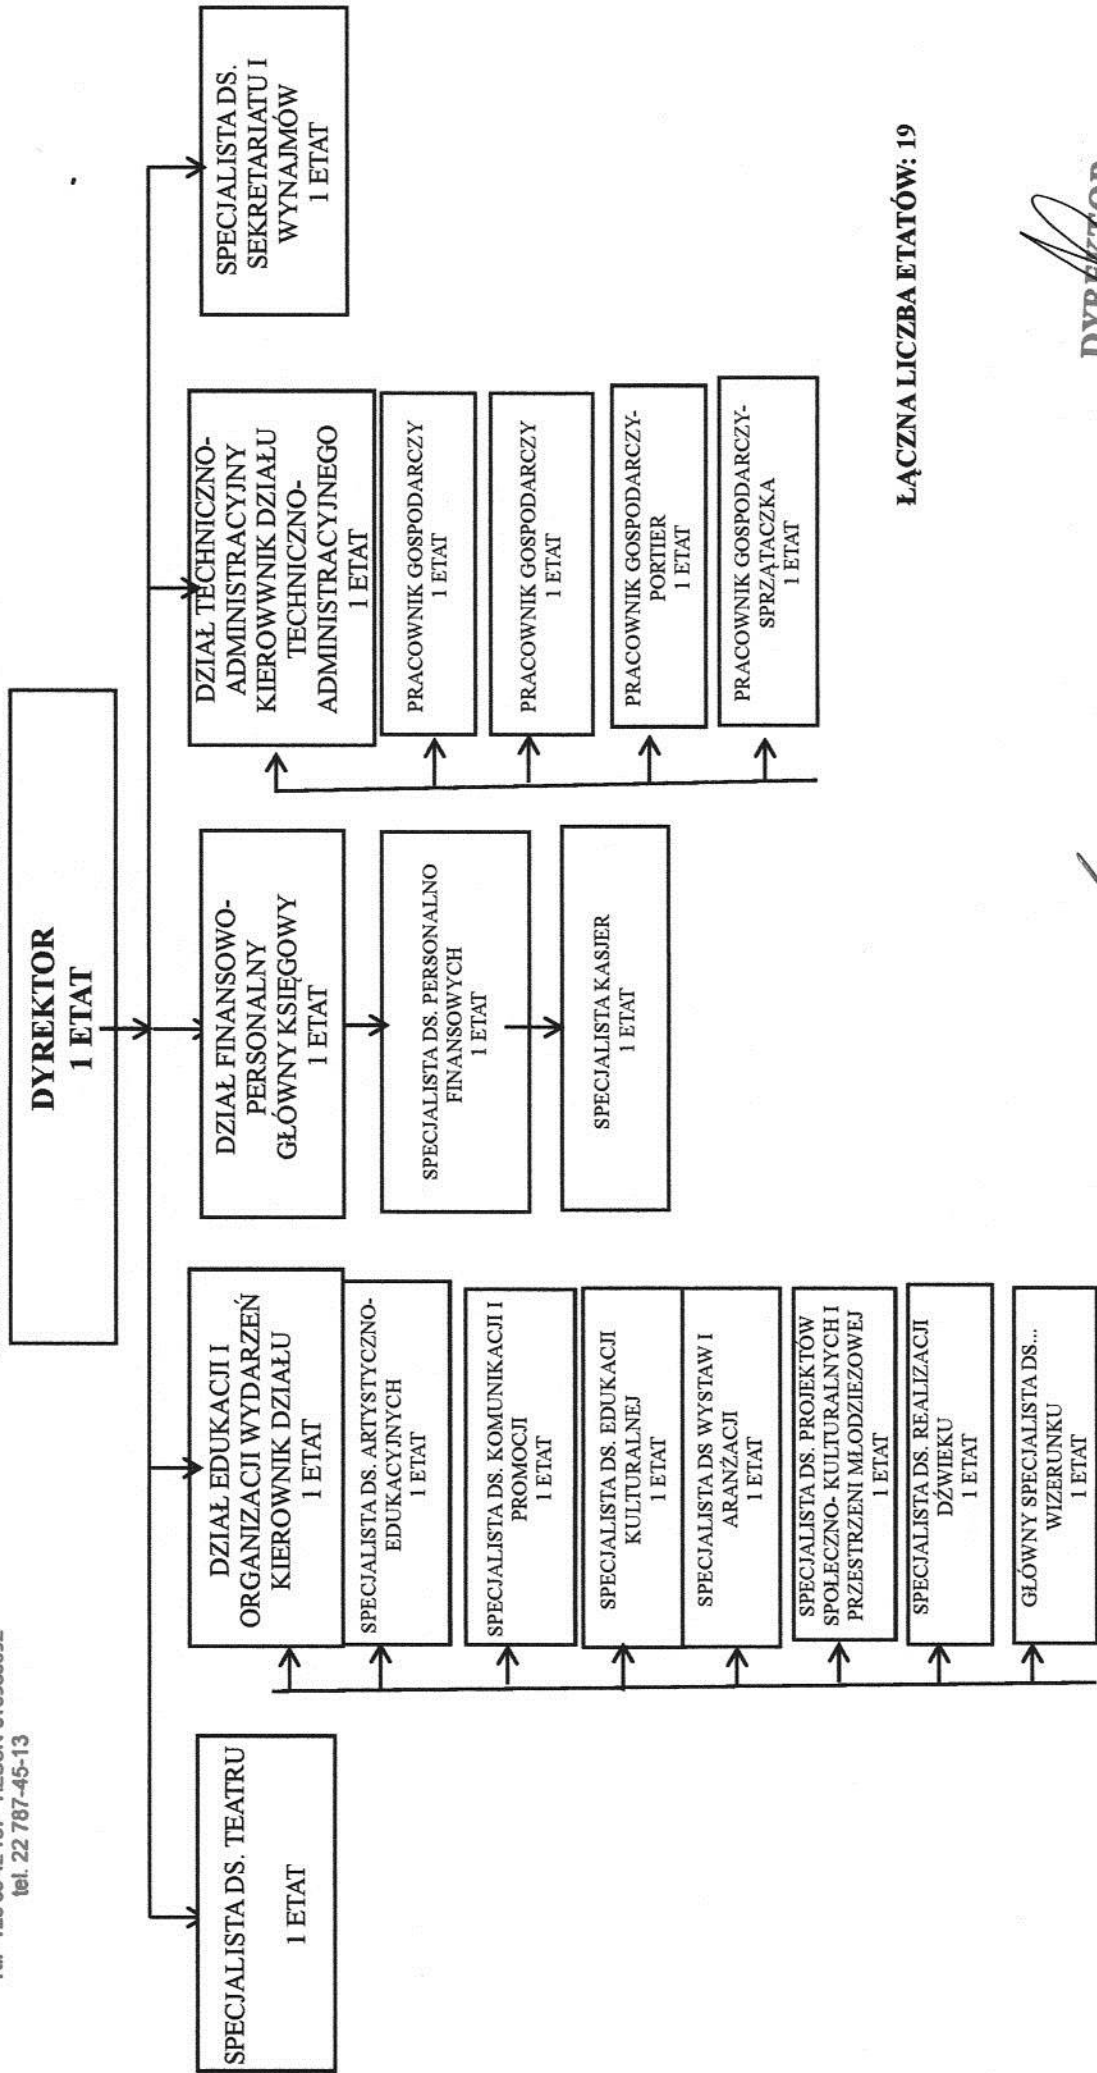 tel. 22 787-45-13
DYREKTOR
1 ETAT
SPECJALISTA DS. TEATRU
1 ETAT
DZIAŁ EDUKACJI I
ORGANIZACJI WYDARZEŃ
KIEROWNIK DZIAŁU
1 ETAT
SPECJALISTA DS. ARTYSTYCZNO-
EDUKACYJNYCH
1 ETAT
SPECJALISTA DS. KOMUNIKACJI I
PROMOCJI
1 ETAT
SPECJALISTA DS. EDUKACJI
KULTURALNEJ
1 ETAT
SPECJALISTA DS WYSTAW I
ARANŻACJI
1 ETAT
SPECJALISTA DS. PROJEKTÓW
SPOŁECZNO- KULTURALNYCH I
PRZESTRZENI MŁODZIEZOWEJ
1 ETAT
SPECJALISTA DS. REALIZACJI
DŹWIEKU
1 ETAT
GŁÓWNY SPECJALISTA DS...
WIZERUNKU
1 ETAT
DZIAŁ FINANSOWO-
PERSONALNY
GŁÓWNY KSIĘGOWY
1 ETAT
SPECJALISTA DS. PERSONALNO
FINANSOWYCH
1 ETAT
SPECJALISTA KASJER
1 ETAT
DZIAŁ TECHNICZNO-
ADMINISTRACYJNY
KIEROWNIK DZIAŁU
TECHNICZNO-
ADMINISTRACYJNEGO
1 ETAT
PRACOWNIK GOSPODARCZY
1 ETAT
PRACOWNIK GOSPODARCZY
1 ETAT
PRACOWNIK GOSPODARCZY-
PORTIER
1 ETAT
PRACOWNIK GOSPODARCZY-
SPRZĄTACZKA
1 ETAT
SPECJALISTA DS.
SEKRETARIATU I
WYNAJMÓW
1 ETAT
ŁĄCZNA LICZBA ETATÓW: 19
DYREKTOR